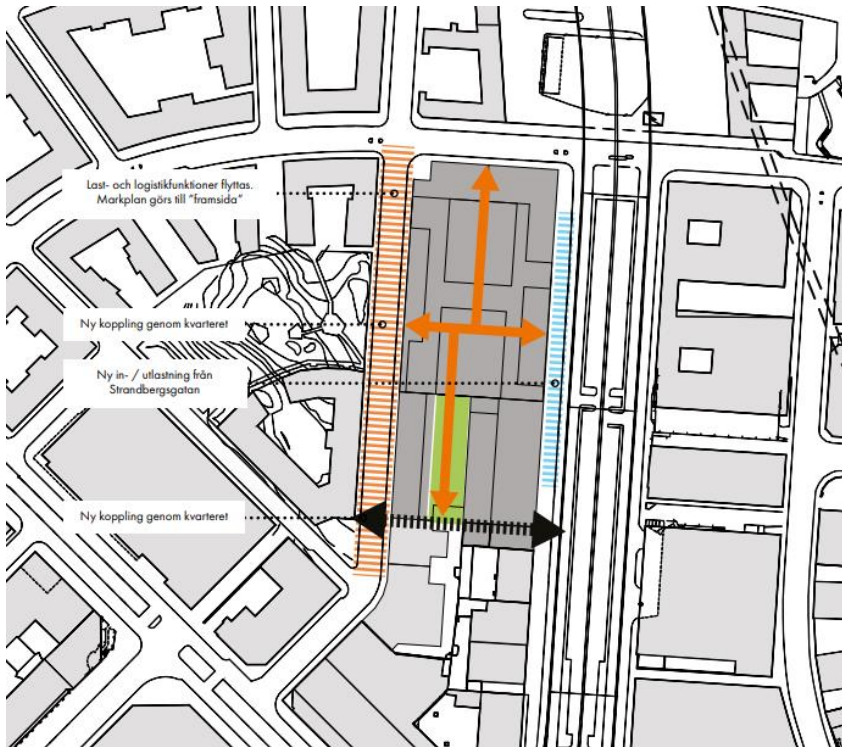 Last- och logistikfunktioner flyttas.
Markplan görs till ”framsida”
Ny koppling genom kvarteret
Ny in- / utlastning från
Strandbergsgatan
Ny koppling genom kvarteret